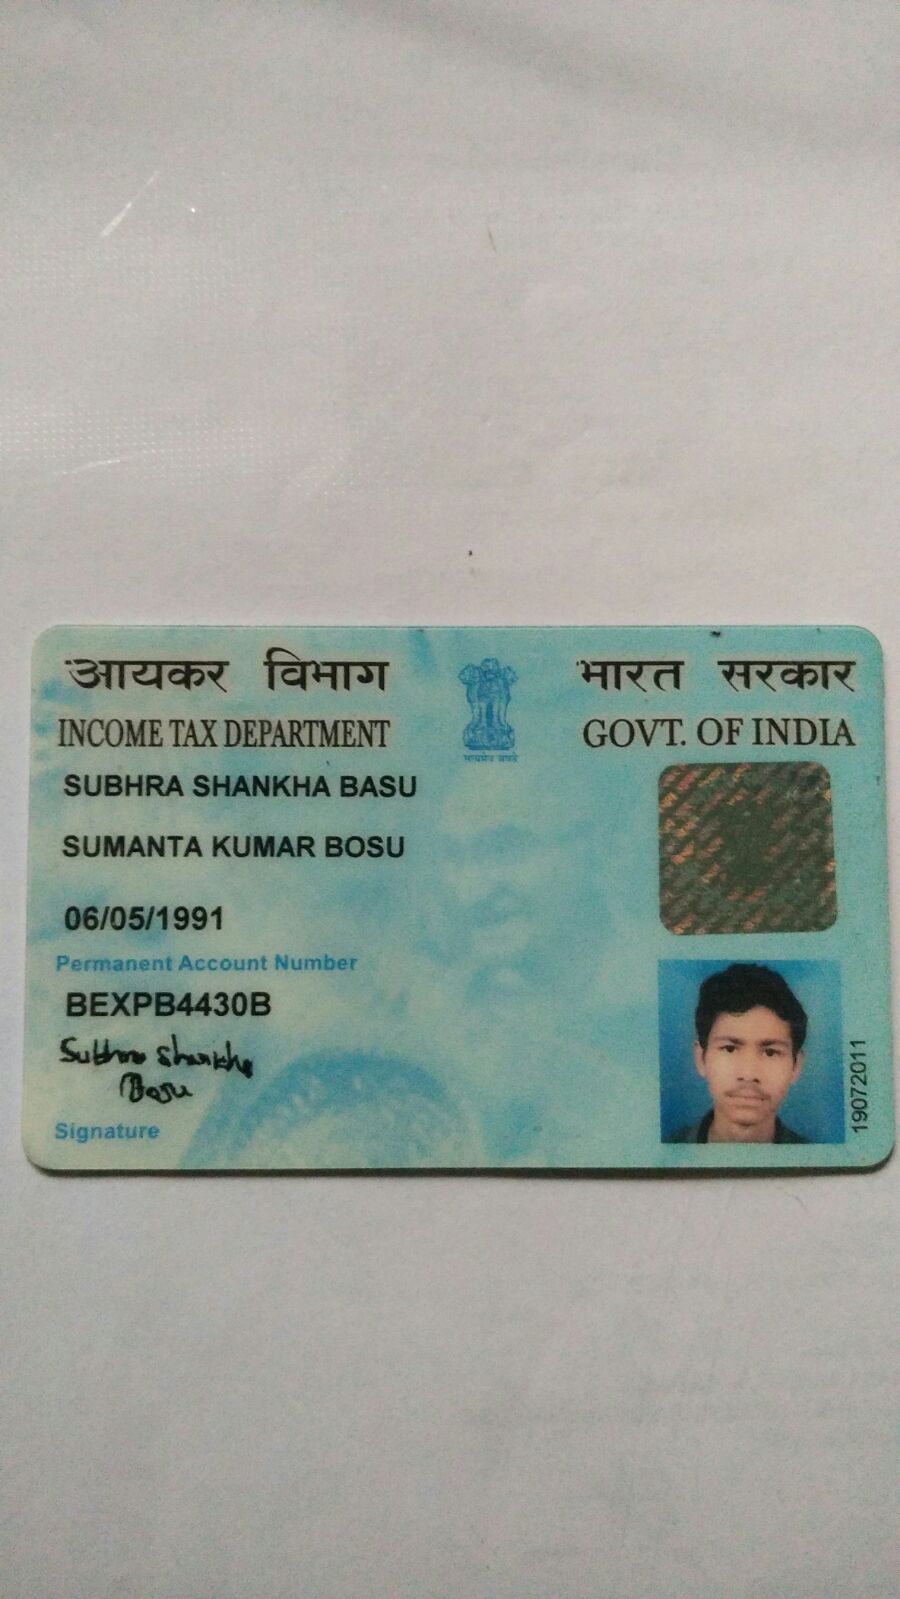 आयकर विभाग
INCOME TAX DEPARTMENT
सत्यमेव जयते
भारत सरकार
GOVT. OF INDIA
SUBHRA SHANKHA BASU
SUMANTA KUMAR BOSU
06/05/1991
Permanent Account Number
BEXPB4430B
Subhra Shankha
Basu
Signature
19072011